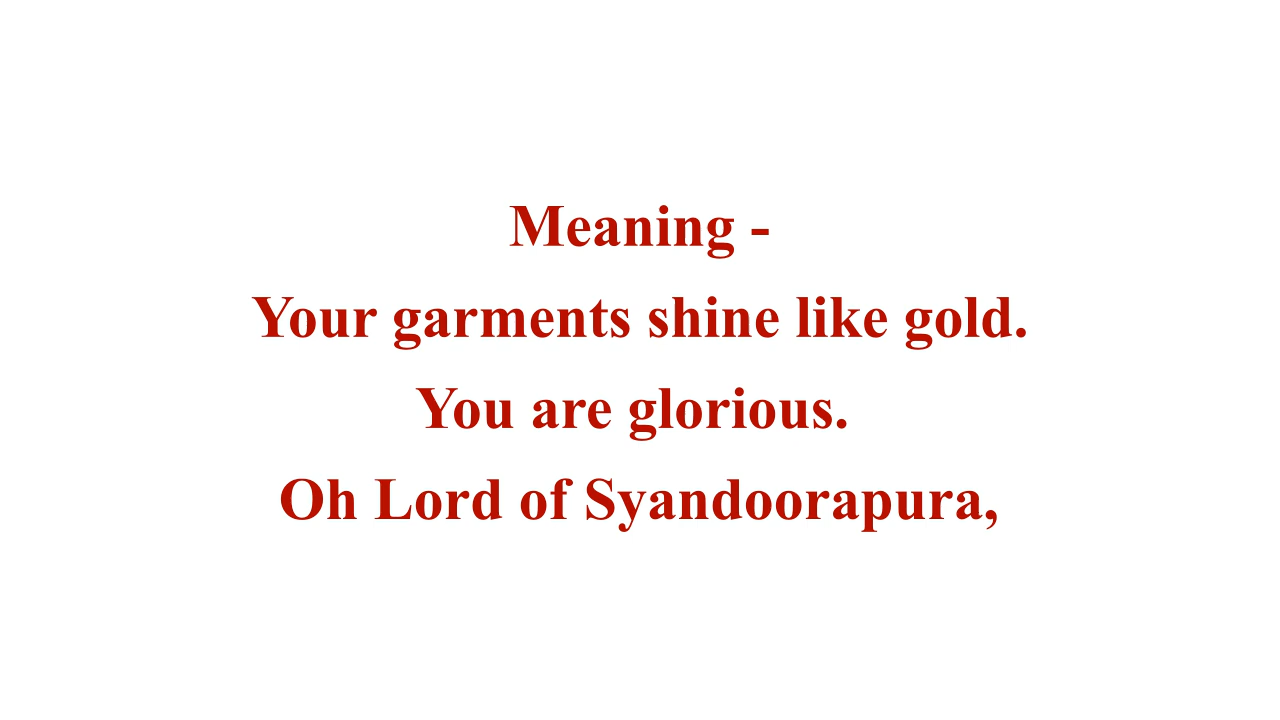 Meaning -
Your garments shine like gold.
You are glorious.
Oh Lord of Syandoorapura,